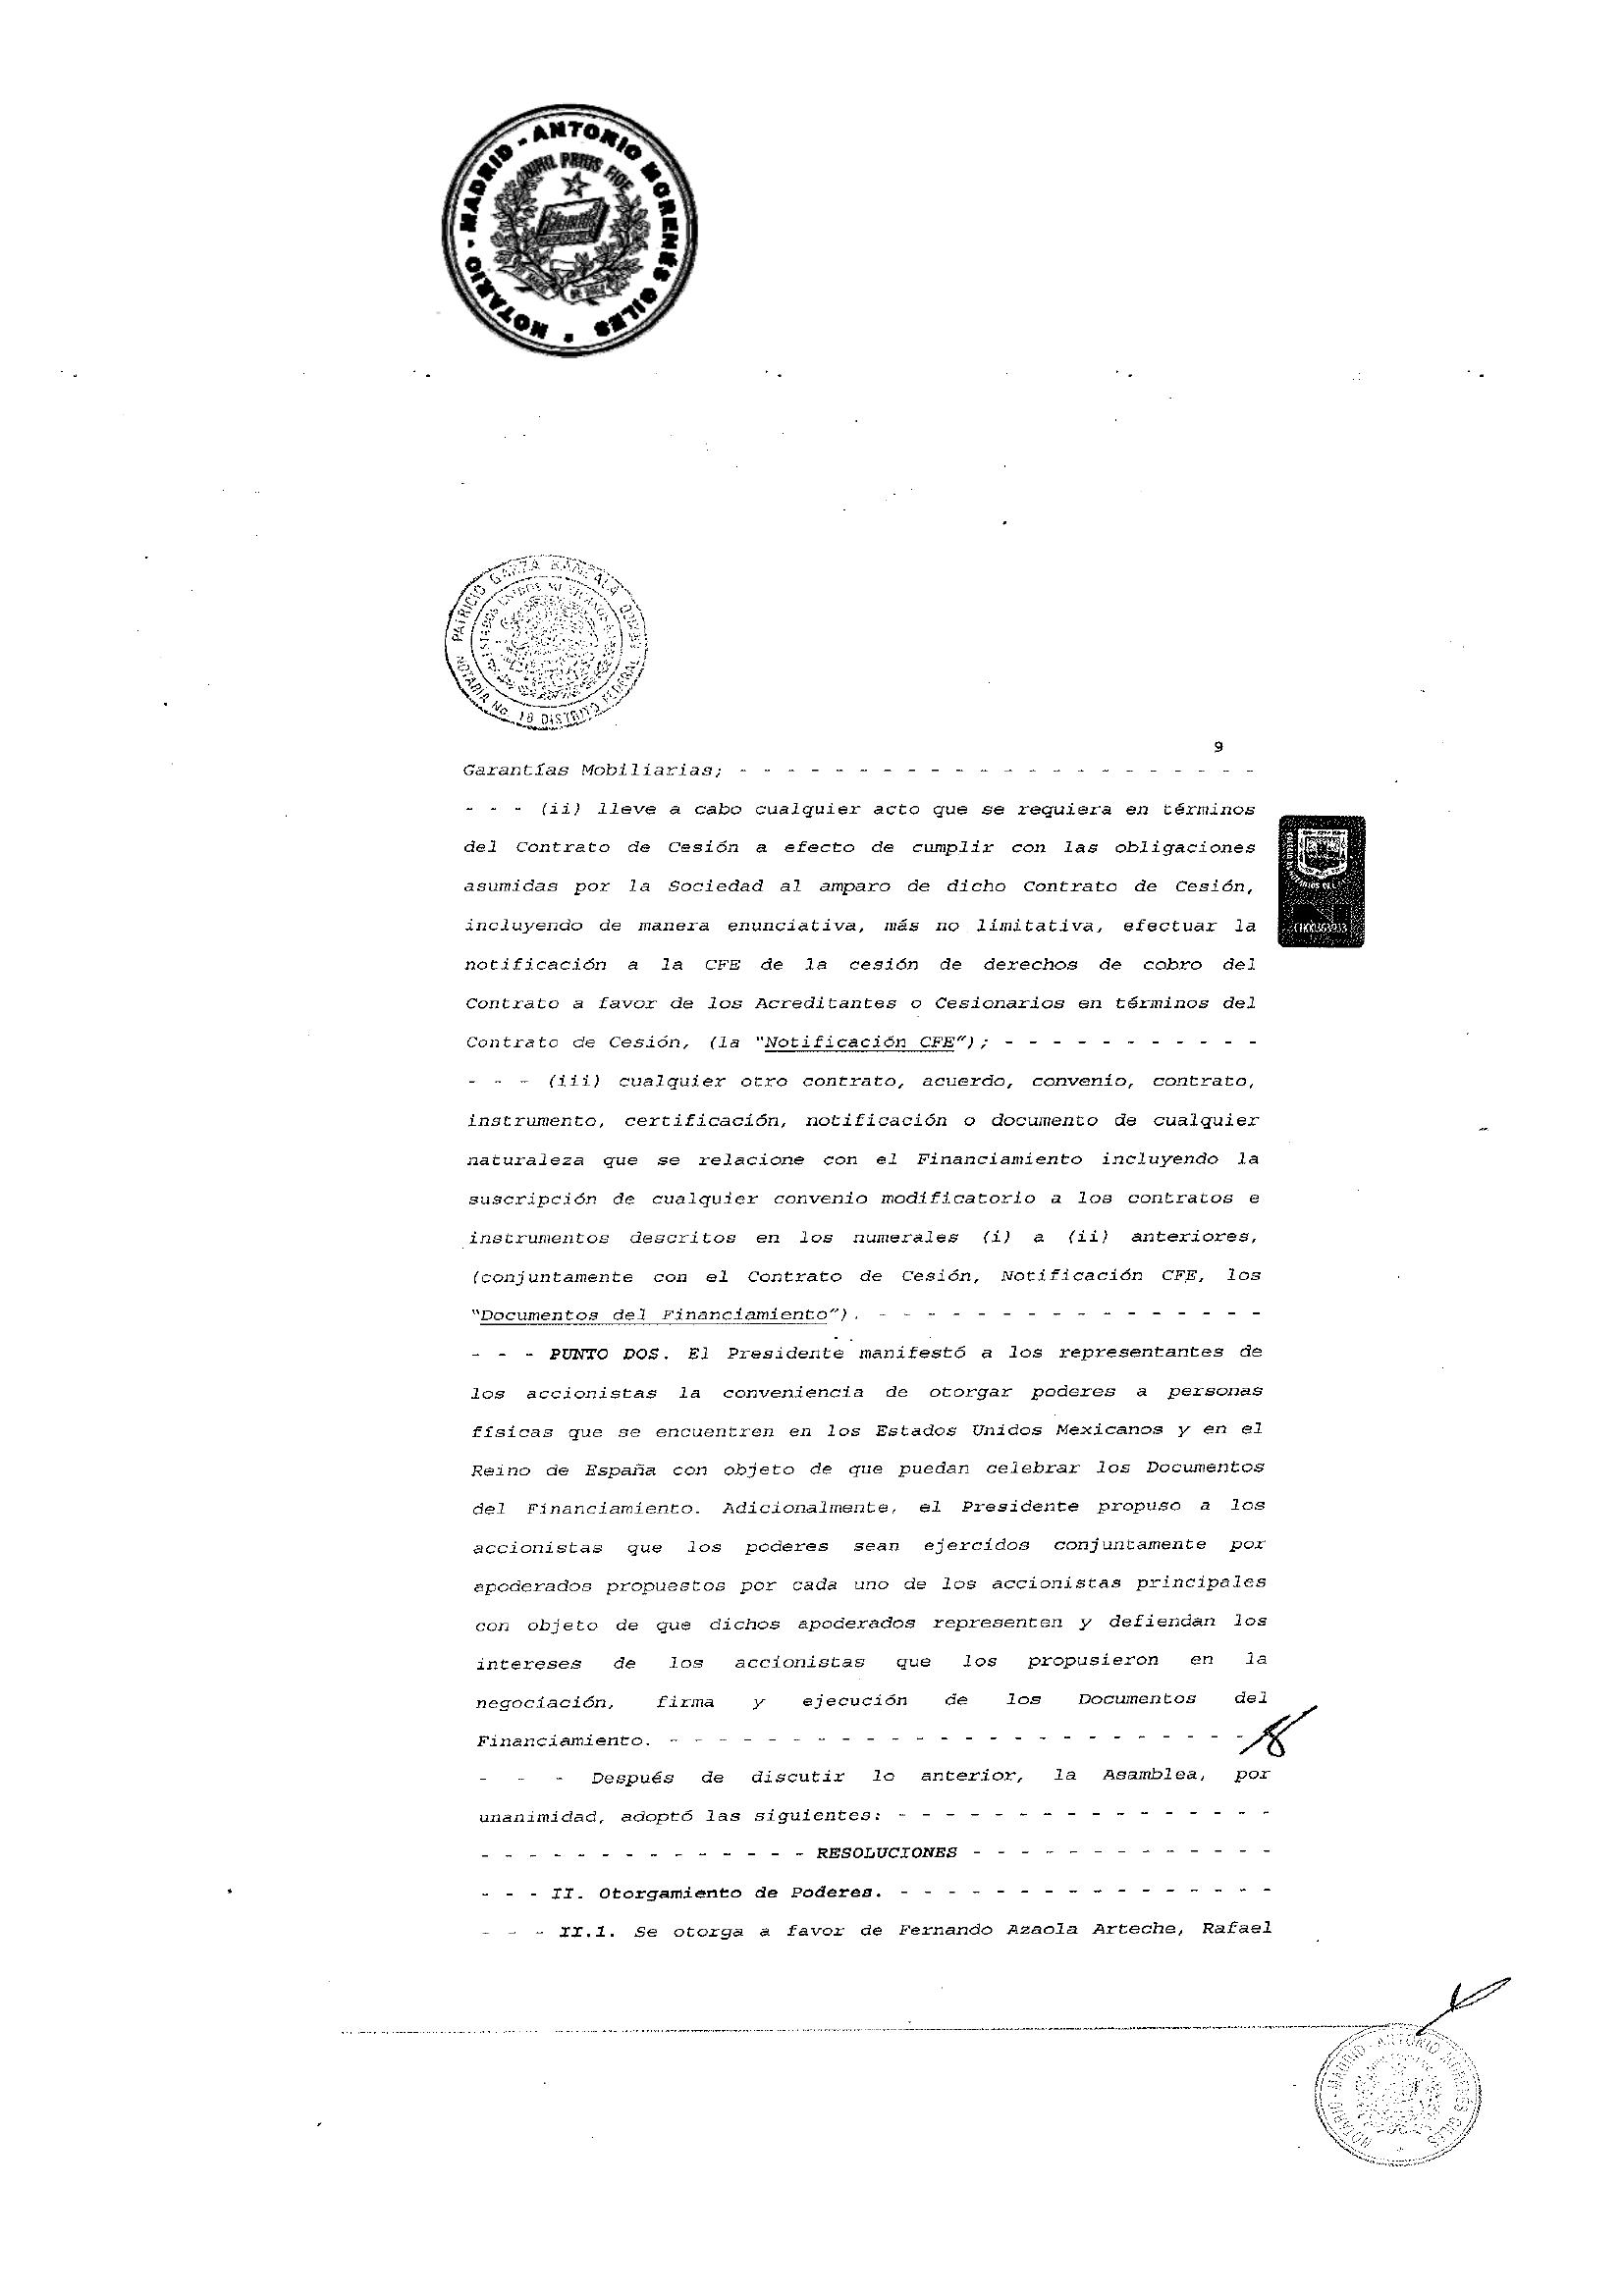 NOTARIO - MADRID - ANTONIO MORENÉS GILES
NIHIL PRIUS FIDE
PATRICIO GARZA BANDALA
NOTARIA No. 18 DISTRITO FEDERAL
ESTADOS UNIDOS MEXICANOS
9
Garantías Mobiliarias; - - - - - - - - - - - - - - - - - - - - - -
- - - (ii) lleve a cabo cualquier acto que se requiera en términos
del Contrato de Cesión a efecto de cumplir con las obligaciones
asumidas por la Sociedad al amparo de dicho Contrato de Cesión,
incluyendo de manera enunciativa, más no limitativa, efectuar la
notificación a la CFE de la cesión de derechos de cobro del
Contrato a favor de los Acreditantes o Cesionarios en términos del
Contrato de Cesión, (la "Notificación CFE"); - - - - - - - - - - -
- - - (iii) cualquier otro contrato, acuerdo, convenio, contrato,
instrumento, certificación, notificación o documento de cualquier
naturaleza que se relacione con el Financiamiento incluyendo la
suscripción de cualquier convenio modificatorio a los contratos e
instrumentos descritos en los numerales (i) a (ii) anteriores,
(conjuntamente con el Contrato de Cesión, Notificación CFE, los
"Documentos del Financiamiento"). - - - - - - - - - - - - - - - - -
- - - PUNTO DOS. El Presidente manifestó a los representantes de
los accionistas la conveniencia de otorgar poderes a personas
físicas que se encuentren en los Estados Unidos Mexicanos y en el
Reino de España con objeto de que puedan celebrar los Documentos
del Financiamiento. Adicionalmente, el Presidente propuso a los
accionistas que los poderes sean ejercidos conjuntamente por
apoderados propuestos por cada uno de los accionistas principales
con objeto de que dichos apoderados representen y defiendan los
intereses de los accionistas que los propusieron en la
negociación, firma y ejecución de los Documentos del
Financiamiento. - - - - - - - - - - - - - - - - - - - - - - - -
- - - Después de discutir lo anterior, la Asamblea, por
unanimidad, adoptó las siguientes: - - - - - - - - - - - - - - - -
- - - - - - - - - - - - - - RESOLUCIONES - - - - - - - - - - - - -
- - - II. Otorgamiento de Poderes. - - - - - - - - - - - - - - - -
- - - II.1. Se otorga a favor de Fernando Azaola Arteche, Rafael
NOTARIO - MADRID - ANTONIO MORENÉS GILES